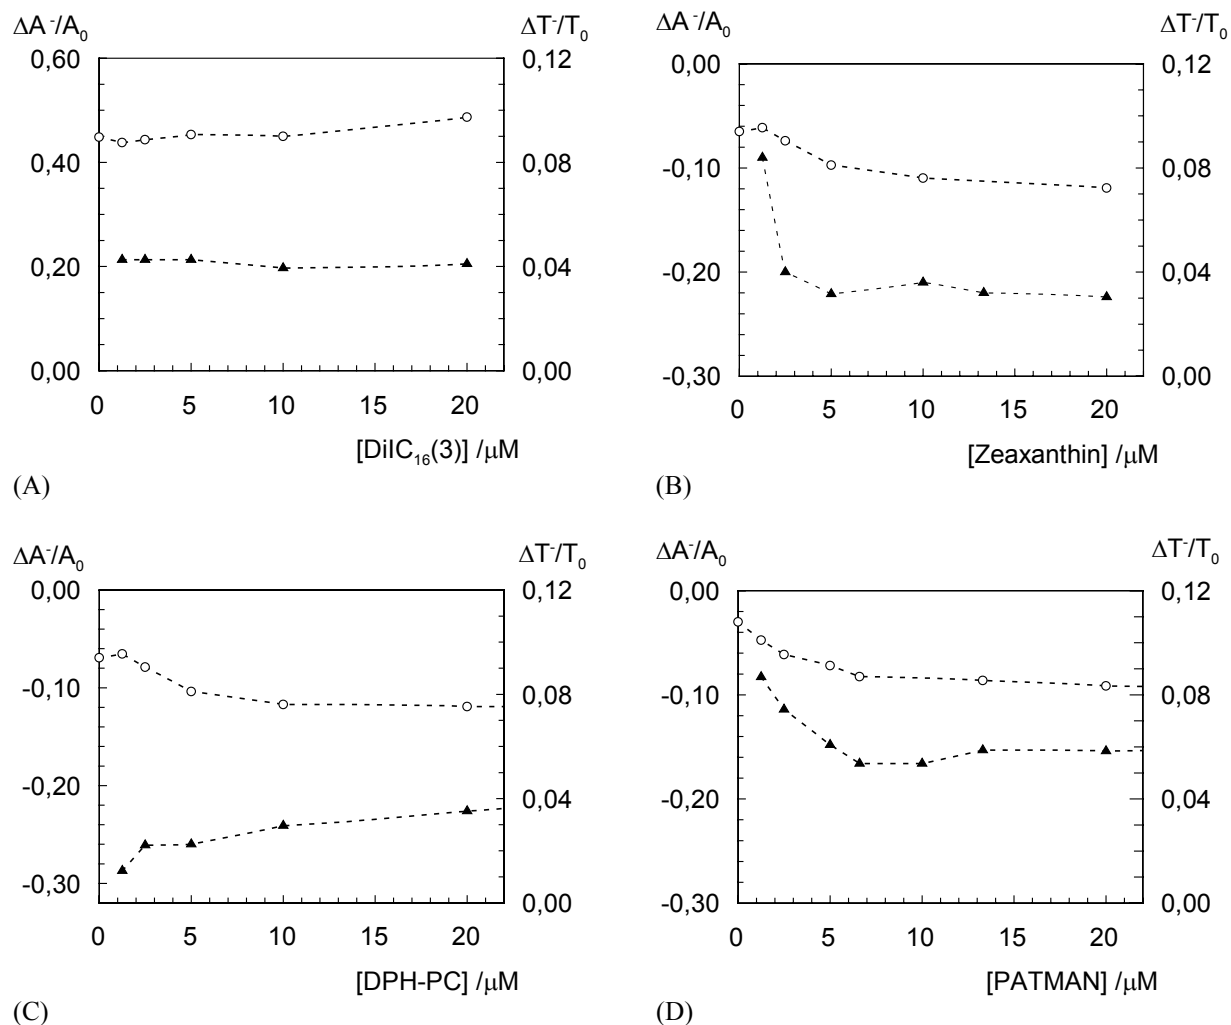 ΔA⁻/A₀ ΔT⁻/T₀
0,60 0,12
0,40 0,08
0,20 0,04
0,00 0,00
0 5 10 15 20
[DiIC₁₆(3)] /μM
(A)
ΔA⁻/A₀ ΔT⁻/T₀
0,00 0,12
-0,10 0,08
-0,20 0,04
-0,30 0,00
0 5 10 15 20
[Zeaxanthin] /μM
(B)
ΔA⁻/A₀ ΔT⁻/T₀
0,00 0,12
-0,10 0,08
-0,20 0,04
-0,30 0,00
0 5 10 15 20
[DPH-PC] /μM
(C)
ΔA⁻/A₀ ΔT⁻/T₀
0,00 0,12
-0,10 0,08
-0,20 0,04
-0,30 0,00
0 5 10 15 20
[PATMAN] /μM
(D)